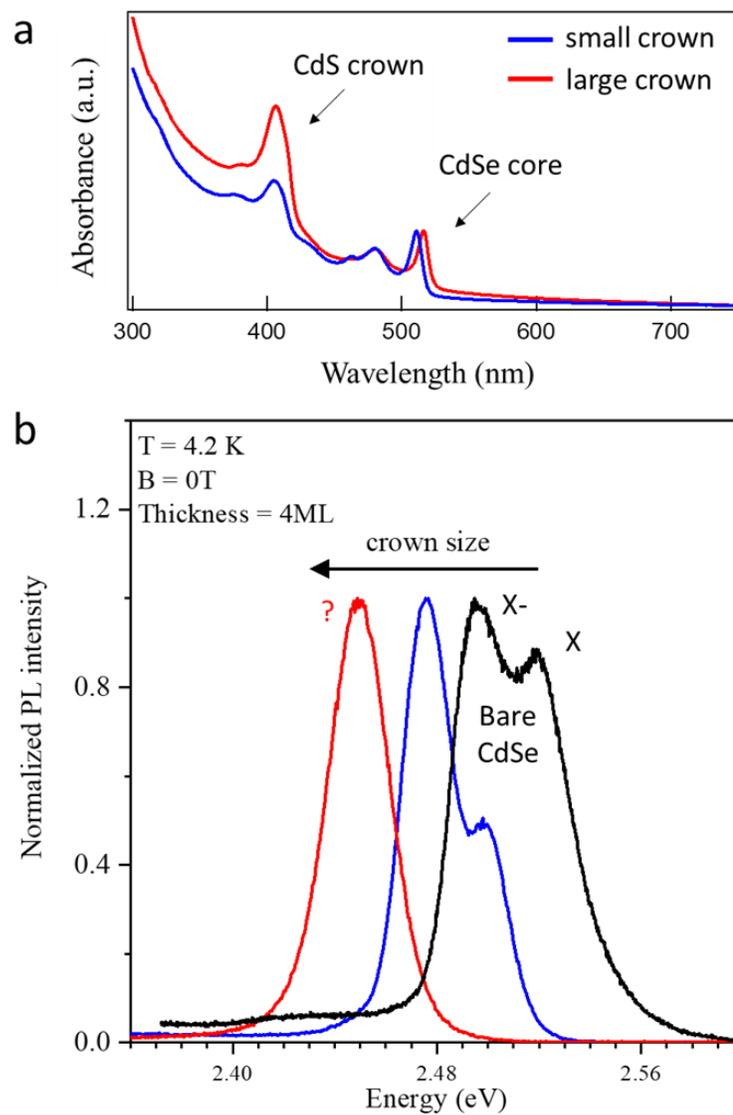 a
small crown
large crown
CdS crown
CdSe core
Absorbance (a.u.)
300 400 500 600 700
Wavelength (nm)
b
T = 4.2 K
B = 0T
Thickness = 4ML
crown size
?
X-
X
Bare
CdSe
Normalized PL intensity
1.2
0.8
0.4
0.0
2.40 2.48 2.56
Energy (eV)